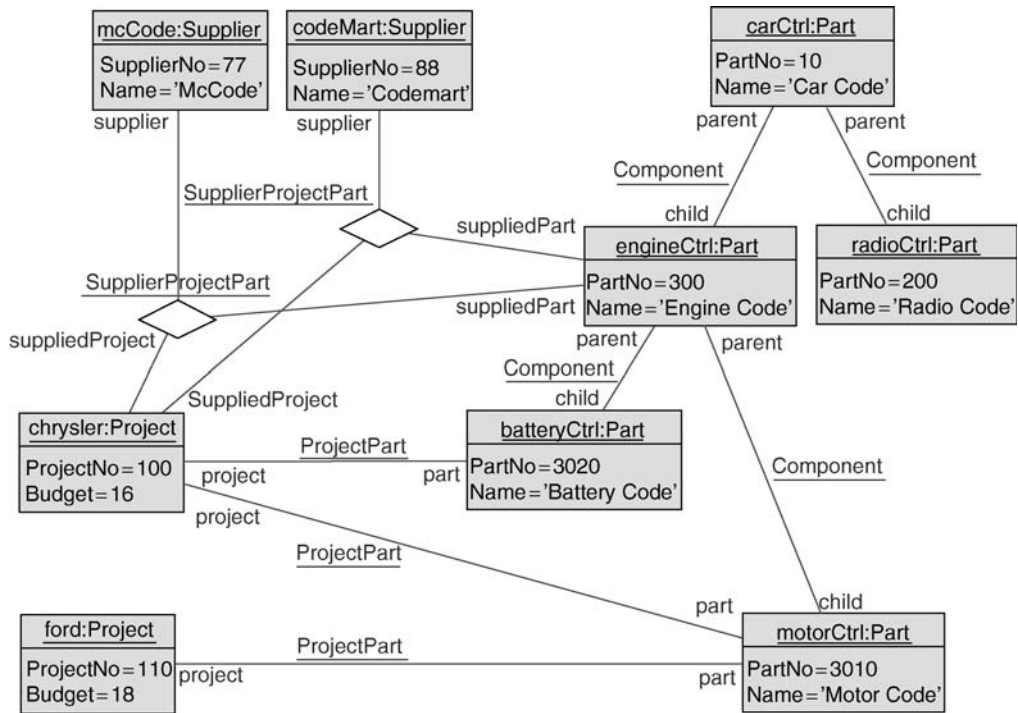 mcCode:Supplier
SupplierNo=77
Name='McCode'
codeMart:Supplier
SupplierNo=88
Name='Codemart'
carCtrl:Part
PartNo=10
Name='Car Code'
supplier
supplier
parent
parent
Component
Component
SupplierProjectPart
suppliedPart
child
child
engineCtrl:Part
PartNo=300
Name='Engine Code'
radioCtrl:Part
PartNo=200
Name='Radio Code'
SupplierProjectPart
suppliedPart
suppliedProject
parent
parent
Component
SuppliedProject
child
chrysler:Project
ProjectNo=100
Budget=16
ProjectPart
project
part
batteryCtrl:Part
PartNo=3020
Name='Battery Code'
Component
project
ProjectPart
part
child
ford:Project
ProjectNo=110
Budget=18
ProjectPart
project
part
motorCtrl:Part
PartNo=3010
Name='Motor Code'